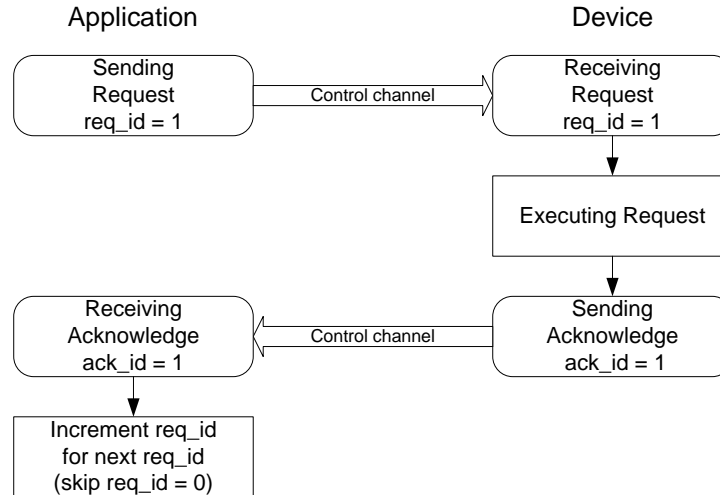 Application
Device
Sending
Request
req_id = 1
Control channel
Receiving
Request
req_id = 1
Executing Request
Receiving
Acknowledge
ack_id = 1
Control channel
Sending
Acknowledge
ack_id = 1
Increment req_id
for next req_id
(skip req_id = 0)